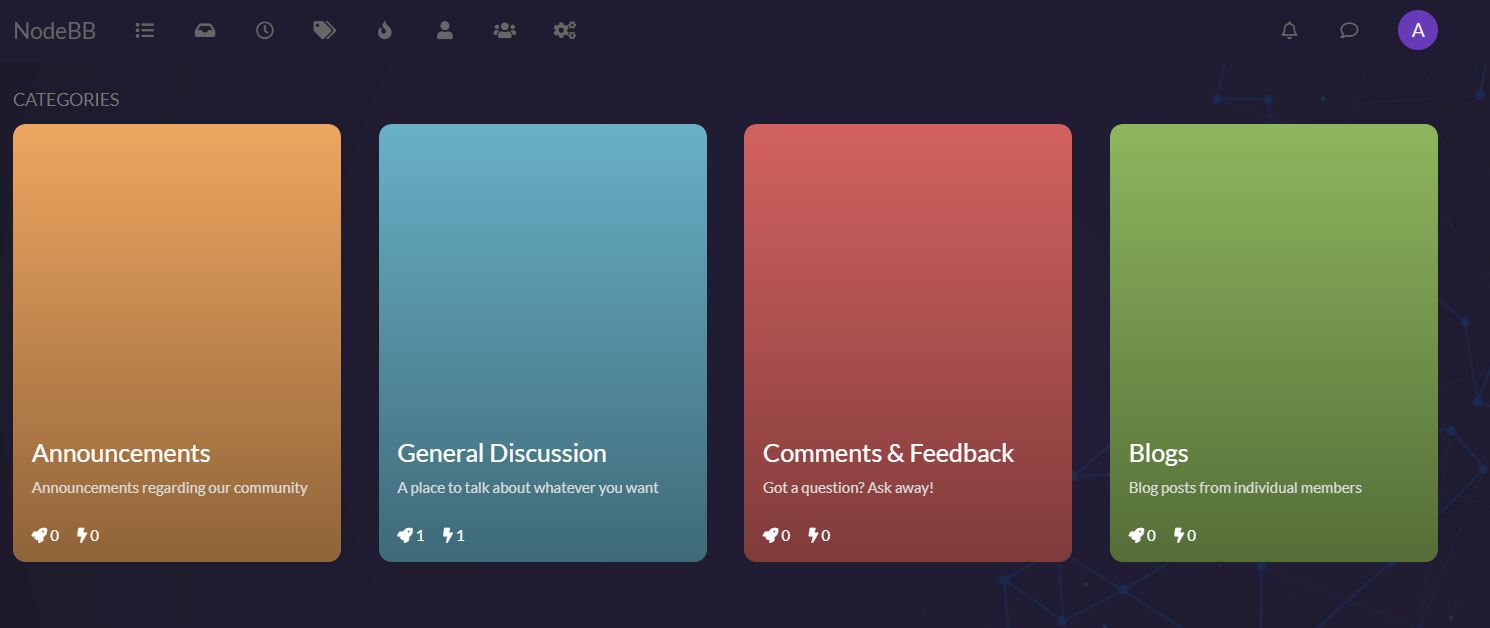 NodeBB
A
CATEGORIES
Announcements
Announcements regarding our community
0 0
General Discussion
A place to talk about whatever you want
1 1
Comments & Feedback
Got a question? Ask away!
0 0
Blogs
Blog posts from individual members
0 0